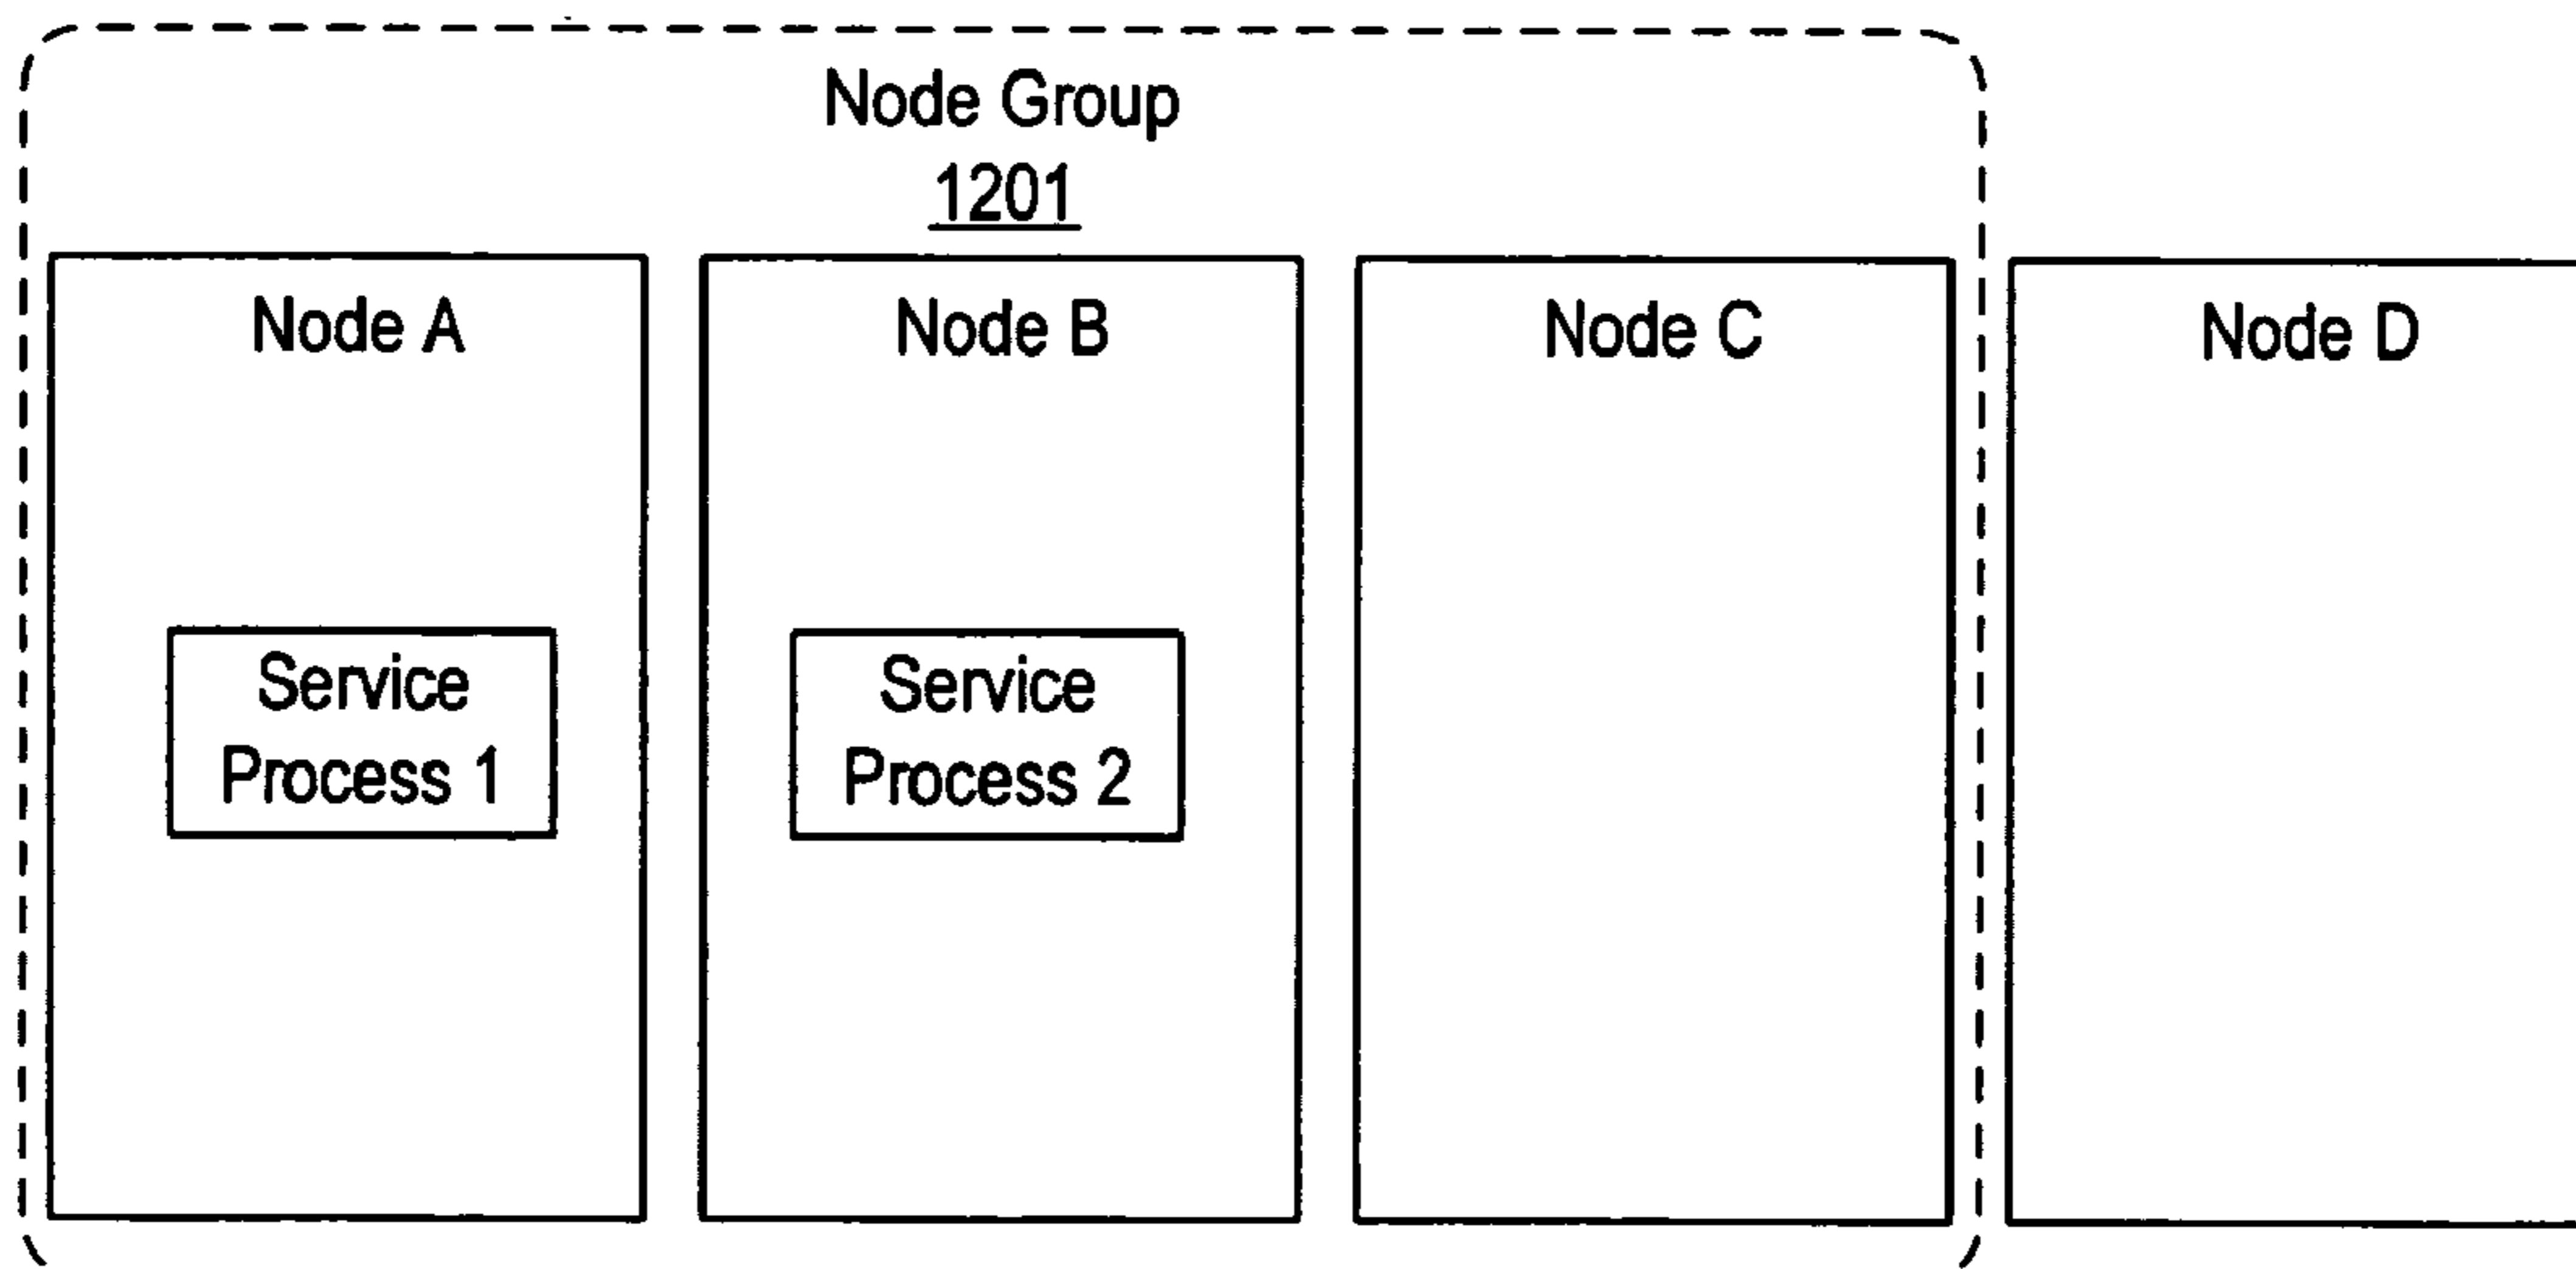 Node Group
1201
Node A
Node B
Node C
Node D
Service
Process 1
Service
Process 2